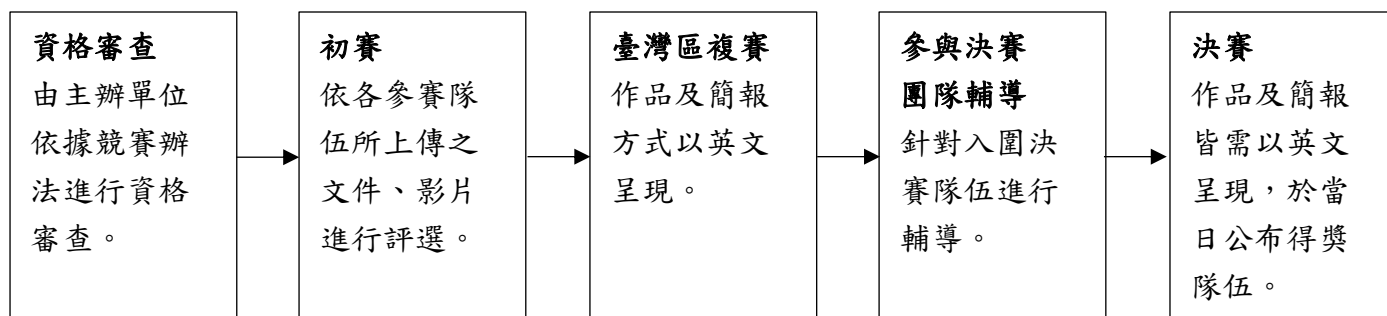 資格審查
由主辦單位
依據競賽辦
法進行資格
審查。
初賽
依各參賽隊
伍所上傳之
文件、影片
進行評選。
臺灣區複賽
作品及簡報
方式以英文
呈現。
參與決賽
團隊輔導
針對入圍決
賽隊伍進行
輔導。
決賽
作品及簡報
皆需以英文
呈現，於當
日公布得獎
隊伍。